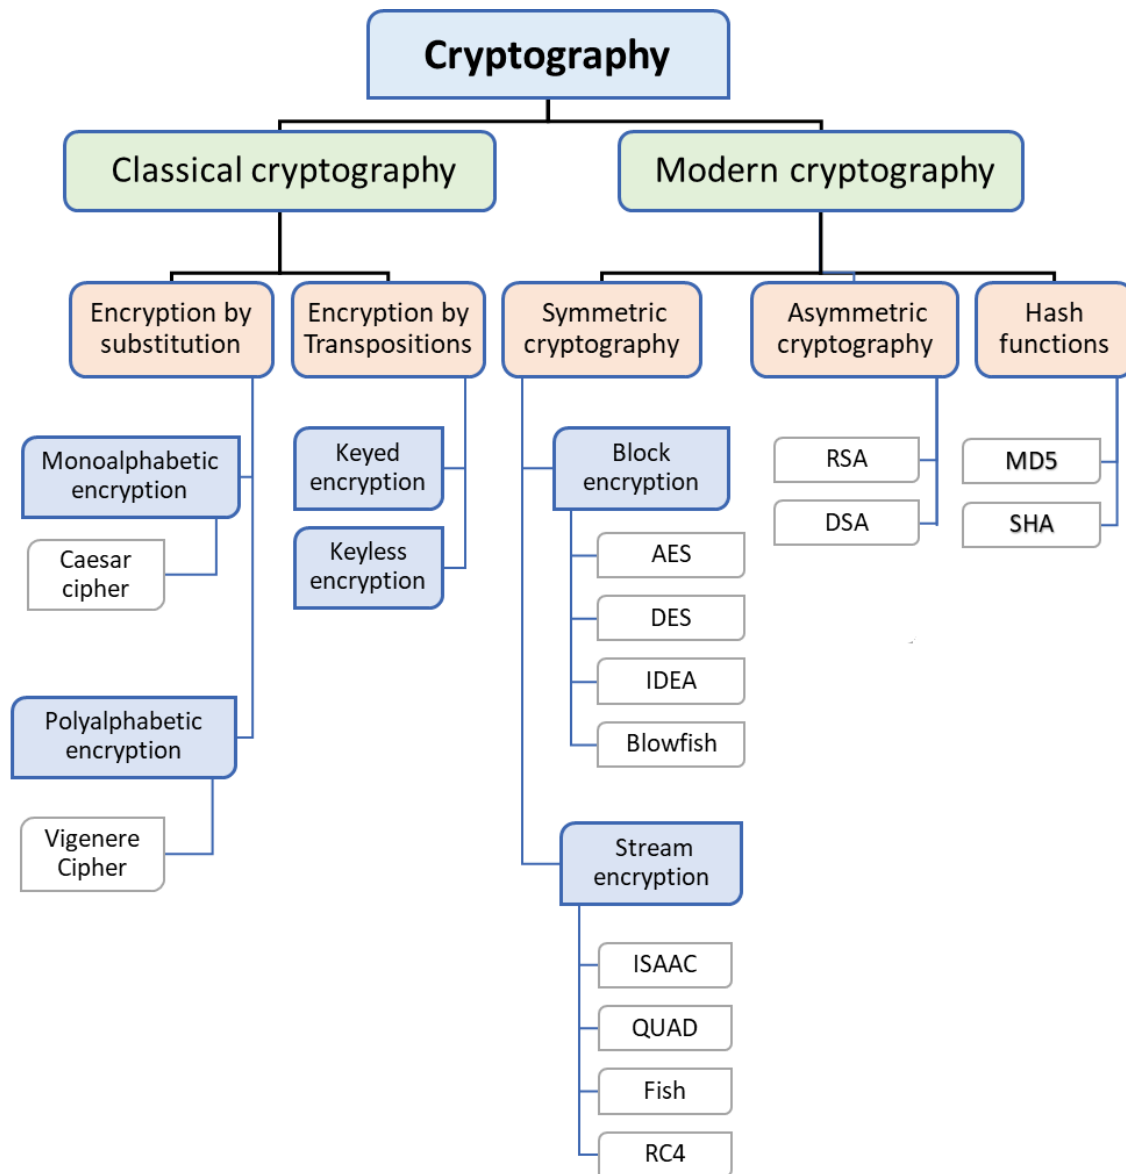 Cryptography
Classical cryptography
Modern cryptography
Encryption by
substitution
Encryption by
Transpositions
Symmetric
cryptography
Asymmetric
cryptography
Hash
functions
Monoalphabetic
encryption
Caesar
cipher
Polyalphabetic
encryption
Vigenere
Cipher
Keyed
encryption
Keyless
encryption
Block
encryption
AES
DES
IDEA
Blowfish
Stream
encryption
ISAAC
QUAD
Fish
RC4
RSA
DSA
MD5
SHA